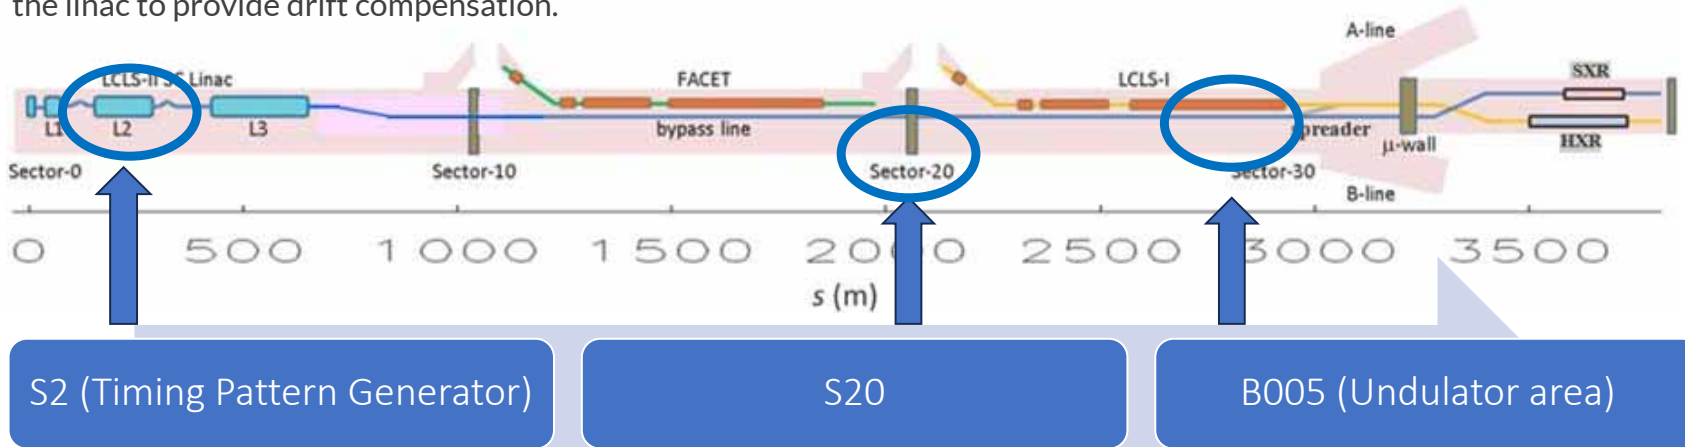 the linac to provide drift compensation.
A-line
LCLS-II SC Linac
FACET
LCLS-I
SXR
L1
L2
L3
bypass line
spreader
μ-wall
HXR
Sector-0
Sector-10
Sector-20
Sector-30
B-line
0 500 1000 1500 2000 2500 3000 3500
s (m)
S2 (Timing Pattern Generator)
S20
B005 (Undulator area)